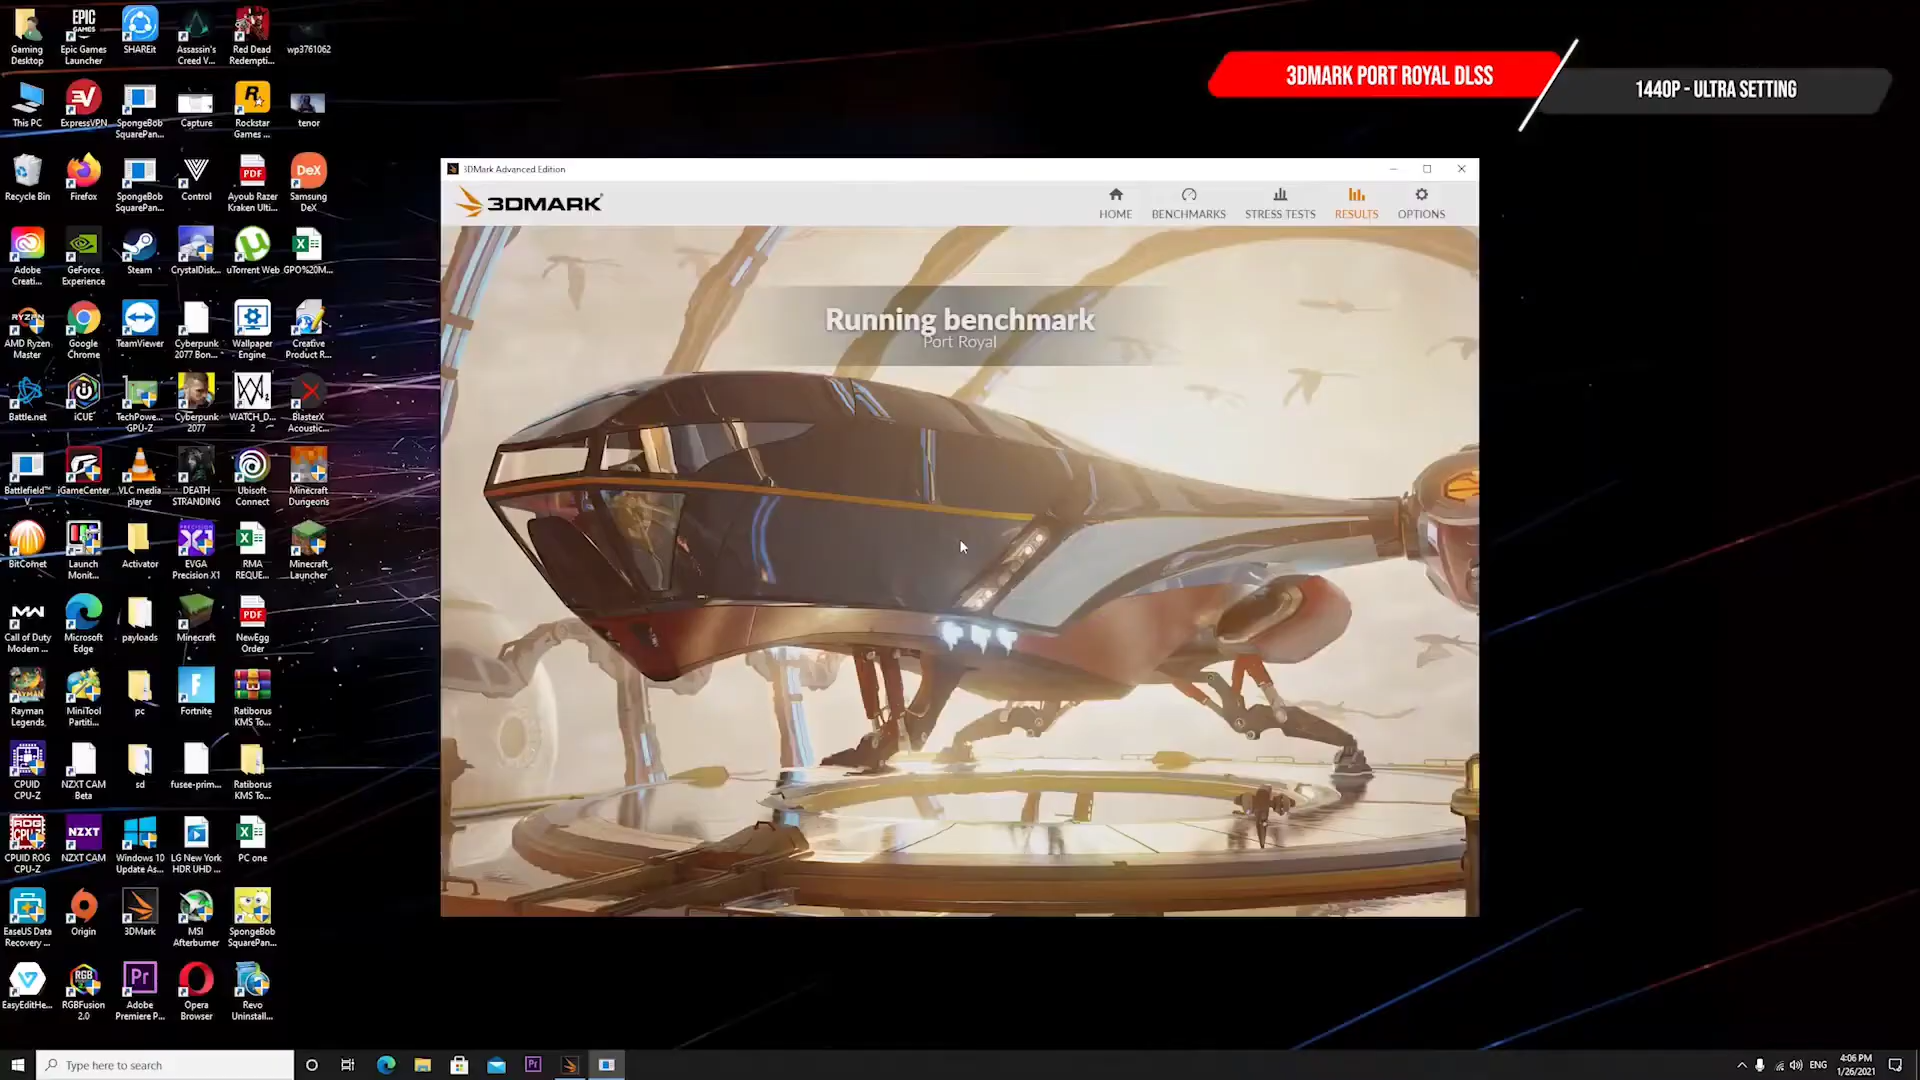 Gaming
Desktop
Epic Games
Launcher
SHAREit
Assassin's
Creed V...
Red Dead
Redempti...
wp3761062
3DMARK PORT ROYAL DLSS
1440P - ULTRA SETTING
This PC
ExpressVPN
SpongeBob
SquarePan...
Capture
Rockstar
Games ...
tenor
3DMark Advanced Edition
3DMARK
HOME
BENCHMARKS
STRESS TESTS
RESULTS
OPTIONS
Running benchmark
Port Royal
Recycle Bin
Firefox
SpongeBob
SquarePan...
Control
Ayoub Razer
Kraken Ulti...
Samsung
DeX
Adobe
Creati...
GeForce
Experience
Steam
CrystalDisk...
uTorrent Web
GPO%20M...
AMD Ryzen
Master
Google
Chrome
TeamViewer
Cyberpunk
2077 Bon...
Wallpaper
Engine
Creative
Product R...
Battle.net
iCUE
TechPowe...
GPU-Z
Cyberpunk
2077
WATCH_D...
2
BlasterX
Acoustic...
Battlefield™
V
iGameCenter
VLC media
player
DEATH
STRANDING
Ubisoft
Connect
Minecraft
Dungeons
BitComet
Launch
Monit...
Activator
EVGA
Precision X1
RMA
REQUE...
Minecraft
Launcher
Call of Duty
Modern ...
Microsoft
Edge
payloads
Minecraft
NewEgg
Order
Rayman
Legends
MiniTool
Partiti...
pc
Fortnite
Ratiborus
KMS To...
CPUID
CPU-Z
NZXT CAM
Beta
sd
fusee-prim...
Ratiborus
KMS To...
CPUID ROG
CPU-Z
NZXT CAM
Windows 10
Update As...
LG New York
HDR UHD ...
PC one
EaseUS Data
Recovery ...
Origin
3DMark
MSI
Afterburner
SpongeBob
SquarePan...
EasyEditHe...
RGBFusion
2.0
Adobe
Premiere P...
Opera
Browser
Revo
Uninstall...
Type here to search
ENG
4:06 PM
1/26/2021